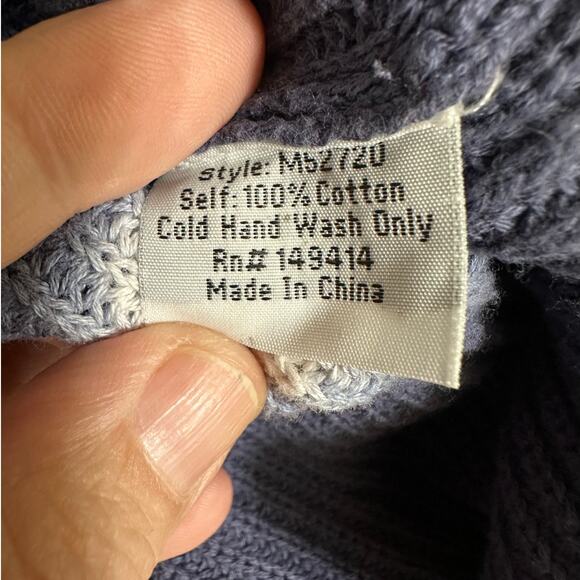 Style: M52720
Self: 100% Cotton
Cold Hand Wash Only
Rn# 149414
Made In China